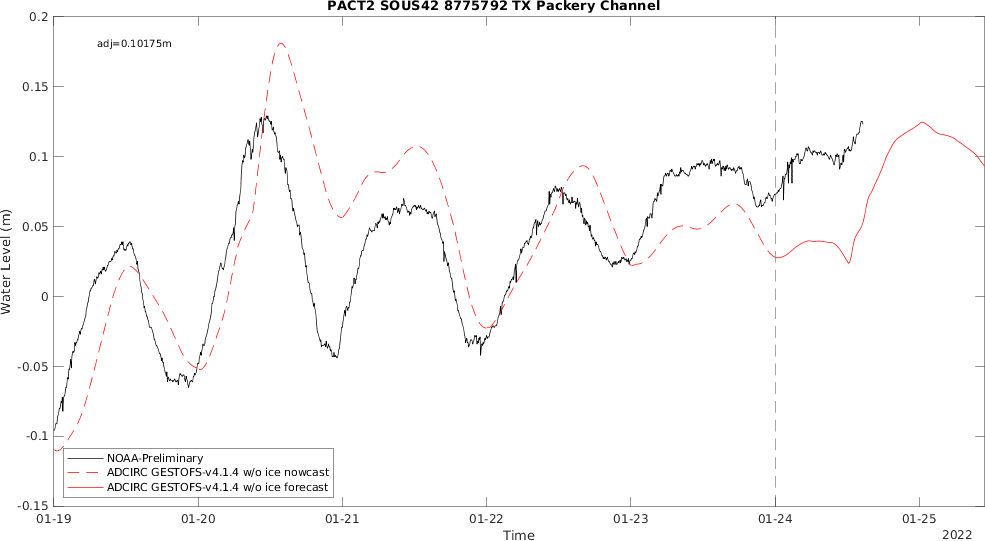 PACT2 SOUS42 8775792 TX Packery Channel
adj=0.10175m
0.2
0.15
0.1
0.05
0
-0.05
-0.1
-0.15
Water Level (m)
NOAA-Preliminary
ADCIRC GESTOFS-v4.1.4 w/o ice nowcast
ADCIRC GESTOFS-v4.1.4 w/o ice forecast
01-19 01-20 01-21 01-22 01-23 01-24 01-25
Time
2022